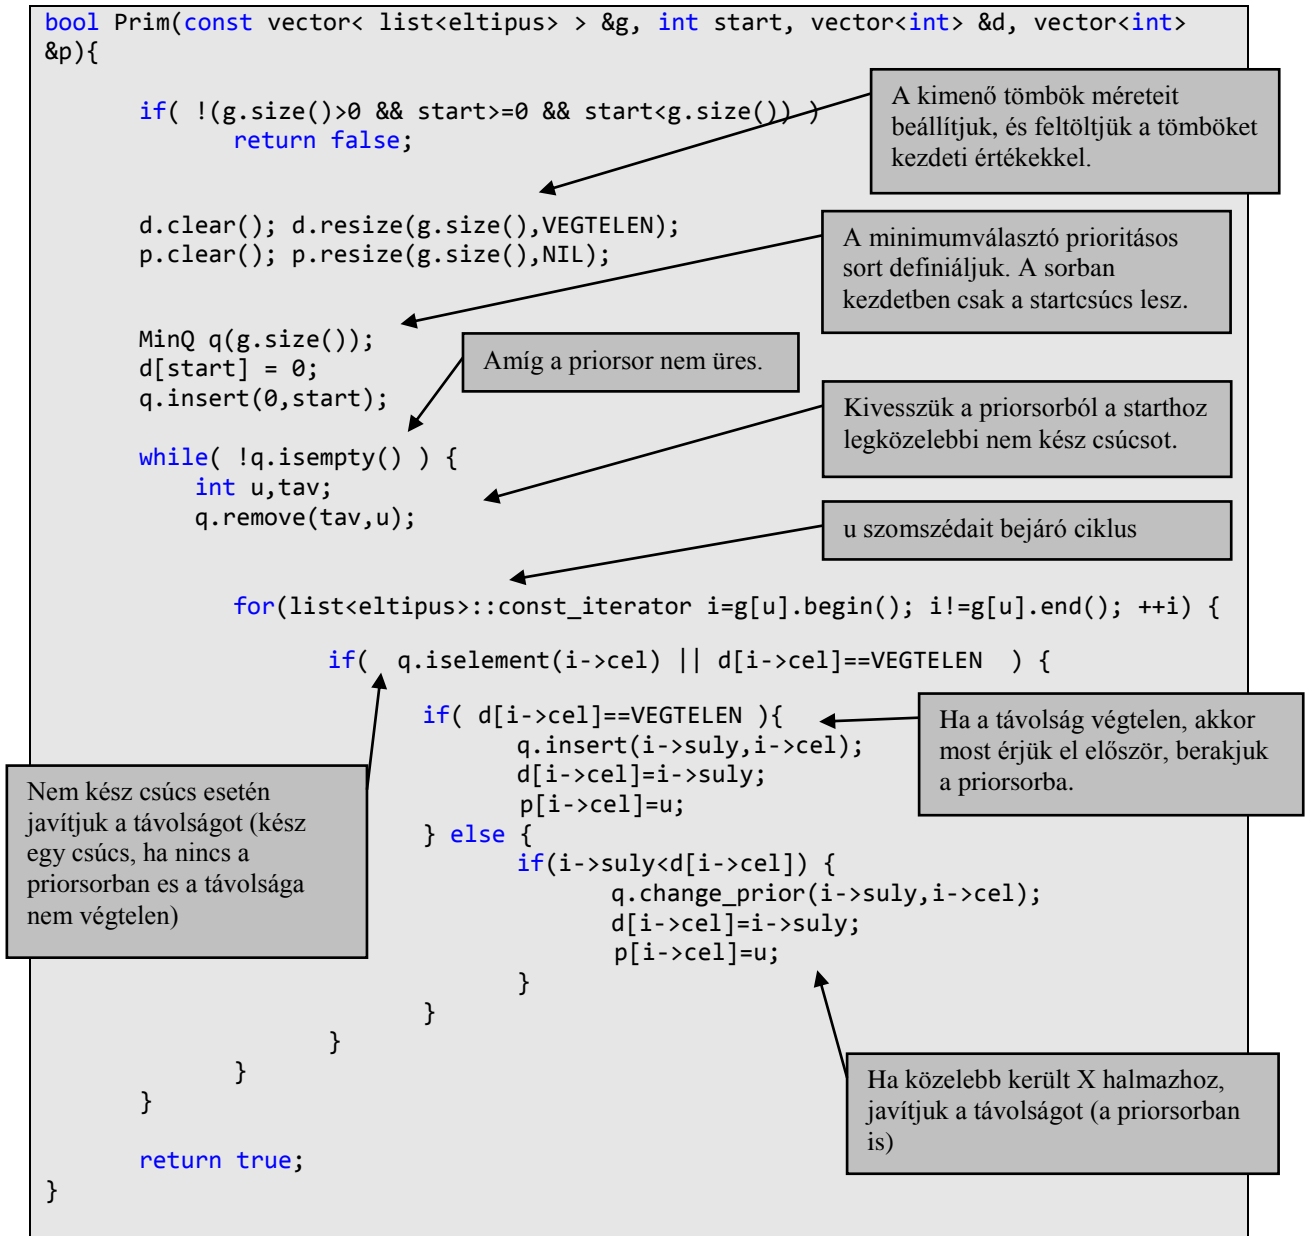 bool Prim(const vector< list<eltipus> > &g, int start, vector<int> &d, vector<int>
&p){
if( !(g.size()>0 && start>=0 && start<g.size()) )
return false;
A kimenő tömbök méreteit
beállítjuk, és feltöltjük a tömböket
kezdeti értékekkel.
d.clear(); d.resize(g.size(),VEGTELEN);
p.clear(); p.resize(g.size(),NIL);
A minimumválasztó prioritásos
sort definiáljuk. A sorban
kezdetben csak a startcsúcs lesz.
MinQ q(g.size());
d[start] = 0;
q.insert(0,start);
Amíg a priorsor nem üres.
while( !q.isempty() ) {
int u,tav;
q.remove(tav,u);
Kivesszük a priorsorból a starthoz
legközelebbi nem kész csúcsot.
u szomszédait bejáró ciklus
for(list<eltipus>::const_iterator i=g[u].begin(); i!=g[u].end(); ++i) {
if( q.iselement(i->cel) || d[i->cel]==VEGTELEN ) {
if( d[i->cel]==VEGTELEN ){
q.insert(i->suly,i->cel);
d[i->cel]=i->suly;
p[i->cel]=u;
Ha a távolság végtelen, akkor
most érjük el először, berakjuk
a priorsorba.
Nem kész csúcs esetén
javítjuk a távolságot (kész
egy csúcs, ha nincs a
priorsorban es a távolsága
nem végtelen)
} else {
if(i->suly<d[i->cel]) {
q.change_prior(i->suly,i->cel);
d[i->cel]=i->suly;
p[i->cel]=u;
}
}
}
}
}
Ha közelebb került X halmazhoz,
javítjuk a távolságot (a priorsorban
is)
return true;
}